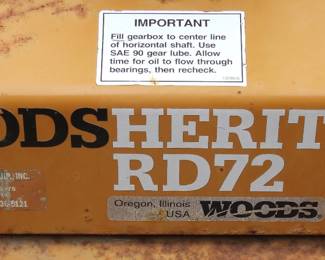 IMPORTANT
Fill gearbox to center line
of horizontal shaft. Use
SAE 90 gear lube. Allow
time for oil to flow through
bearings, then recheck.
ODSHERIT
RD72
INC.
Oregon, Illinois
USA
WOODS